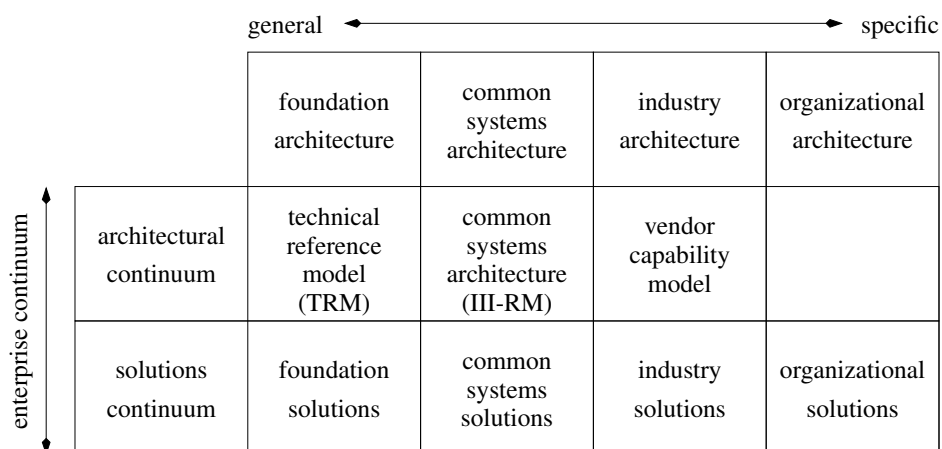 general
specific
foundation
architecture
common
systems
architecture
industry
architecture
organizational
architecture
enterprise continuum
architectural
continuum
technical
reference
model
(TRM)
common
systems
architecture
(III-RM)
vendor
capability
model
solutions
continuum
foundation
solutions
common
systems
solutions
industry
solutions
organizational
solutions